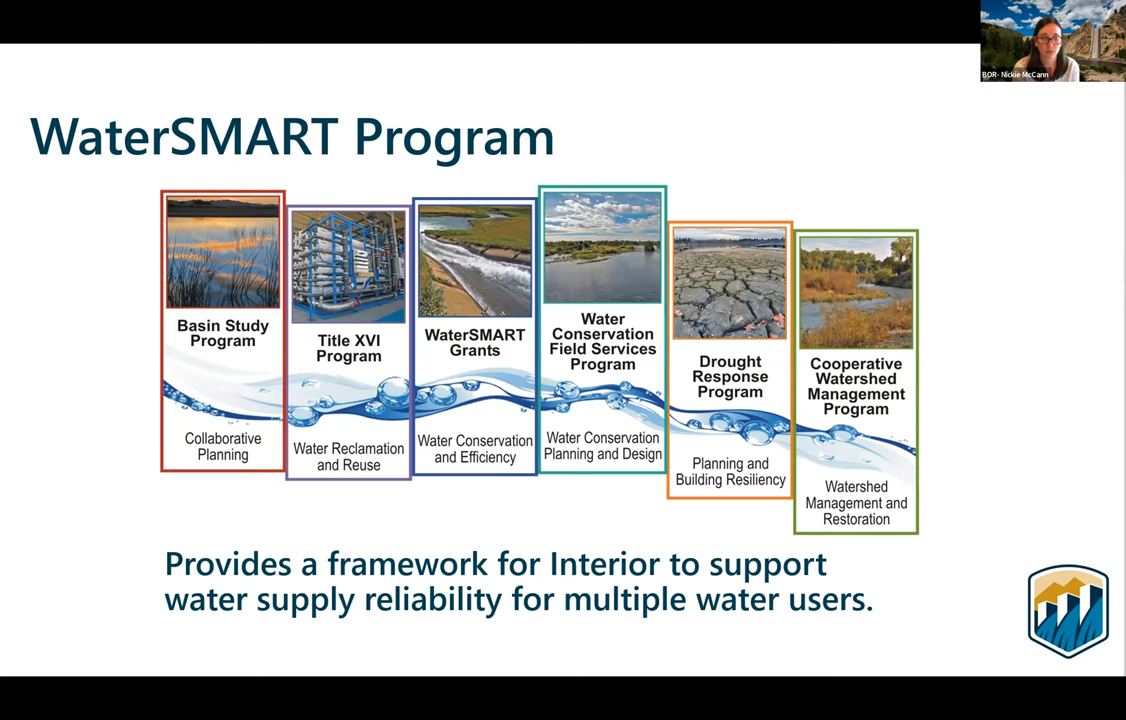 BOR- Nickie McCann
WaterSMART Program
Basin Study
Program
Collaborative
Planning
Title XVI
Program
Water Reclamation
and Reuse
WaterSMART
Grants
Water Conservation
and Efficiency
Water
Conservation
Field Services
Program
Water Conservation
Planning and Design
Drought
Response
Program
Planning and
Building Resiliency
Cooperative
Watershed
Management
Program
Watershed
Management and
Restoration
Provides a framework for Interior to support
water supply reliability for multiple water users.